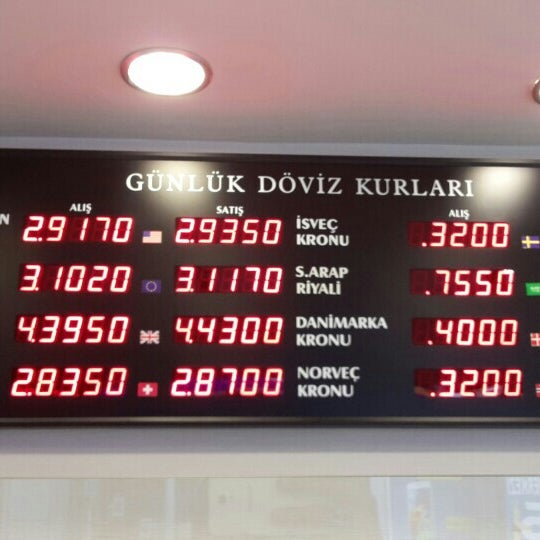 GÜNLÜK DÖVİZ KURLARI
ALIŞ SATIŞ ALIŞ
N 2.9170 2.9350 İSVEÇ KRONU .3200
3.1020 3.1170 S.ARAP RİYALİ .7550
4.3950 4.4300 DANİMARKA KRONU .4000
2.8350 2.8700 NORVEÇ KRONU .3200